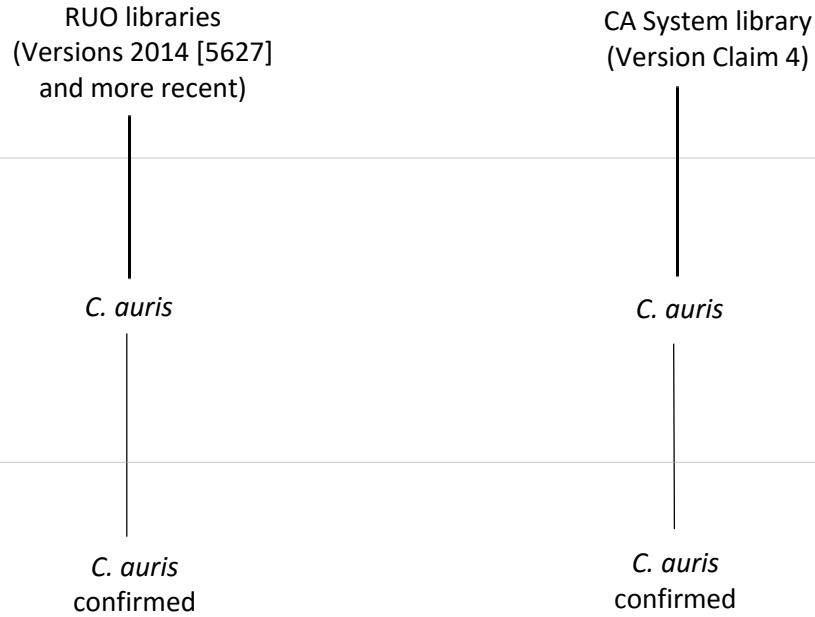 RUO libraries
(Versions 2014 [5627]
and more recent)
CA System library
(Version Claim 4)
C. auris
C. auris
C. auris
confirmed
C. auris
confirmed